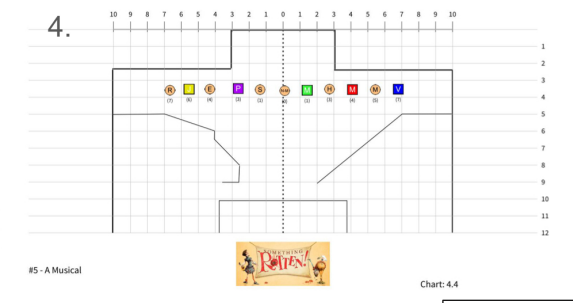 4.
10 9 8 7 6 5 4 3 2 1 0 1 2 3 4 5 6 7 8 9 10
1
2
3
R J E P S M H M M V
(7) (6) (4) (3) (1) (0) (1) (3) (4) (5) (7)
4
5
6
7
8
9
10
11
12
SOMETHING
ROTTEN!
#5 - A Musical
Chart: 4.4